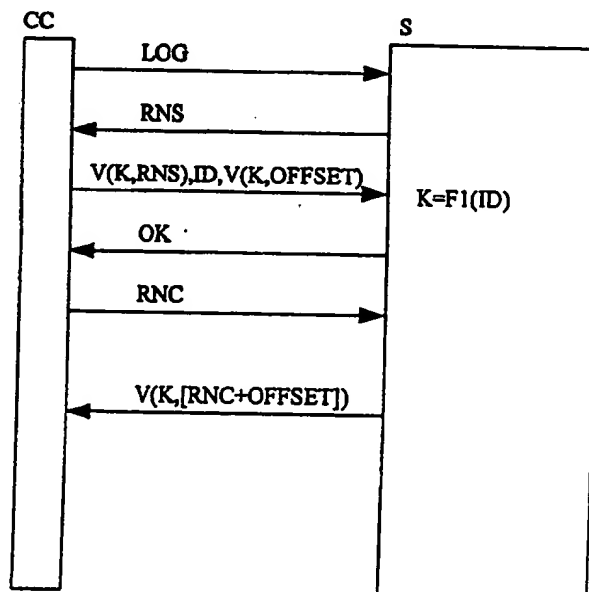 CC
S
LOG
RNS
V(K,RNS),ID,V(K,OFFSET)
K=F1(ID)
OK
RNC
V(K,[RNC+OFFSET])